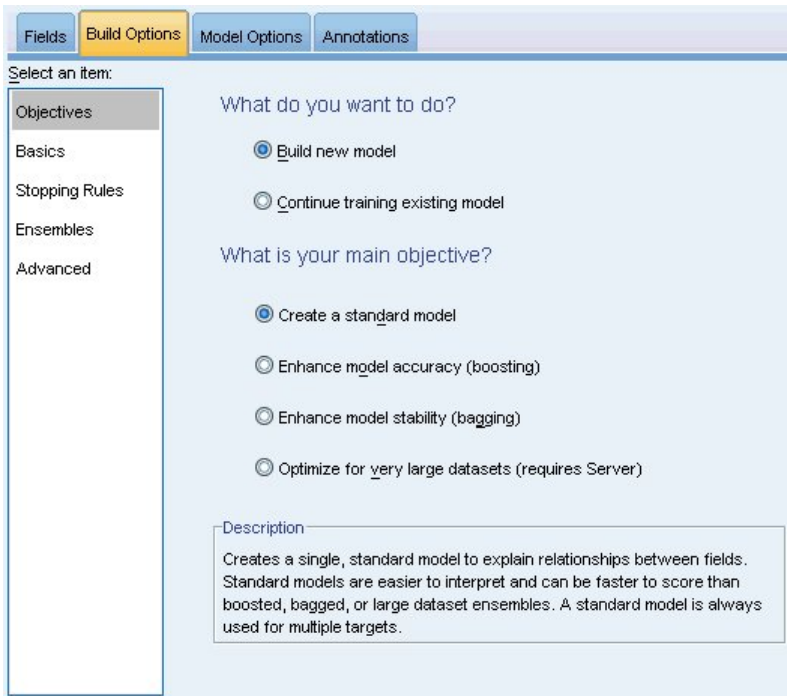 Fields Build Options Model Options Annotations
Select an item:
Objectives
Basics
Stopping Rules
Ensembles
Advanced
What do you want to do?
Build new model
Continue training existing model
What is your main objective?
Create a standard model
Enhance model accuracy (boosting)
Enhance model stability (bagging)
Optimize for very large datasets (requires Server)
Description
Creates a single, standard model to explain relationships between fields.
Standard models are easier to interpret and can be faster to score than
boosted, bagged, or large dataset ensembles. A standard model is always
used for multiple targets.